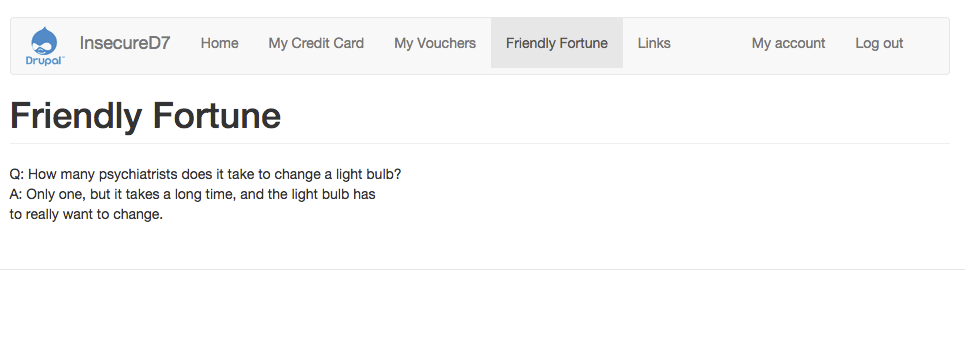 Drupal™ InsecureD7 Home My Credit Card My Vouchers Friendly Fortune Links My account Log out
Friendly Fortune
Q: How many psychiatrists does it take to change a light bulb?
A: Only one, but it takes a long time, and the light bulb has
to really want to change.